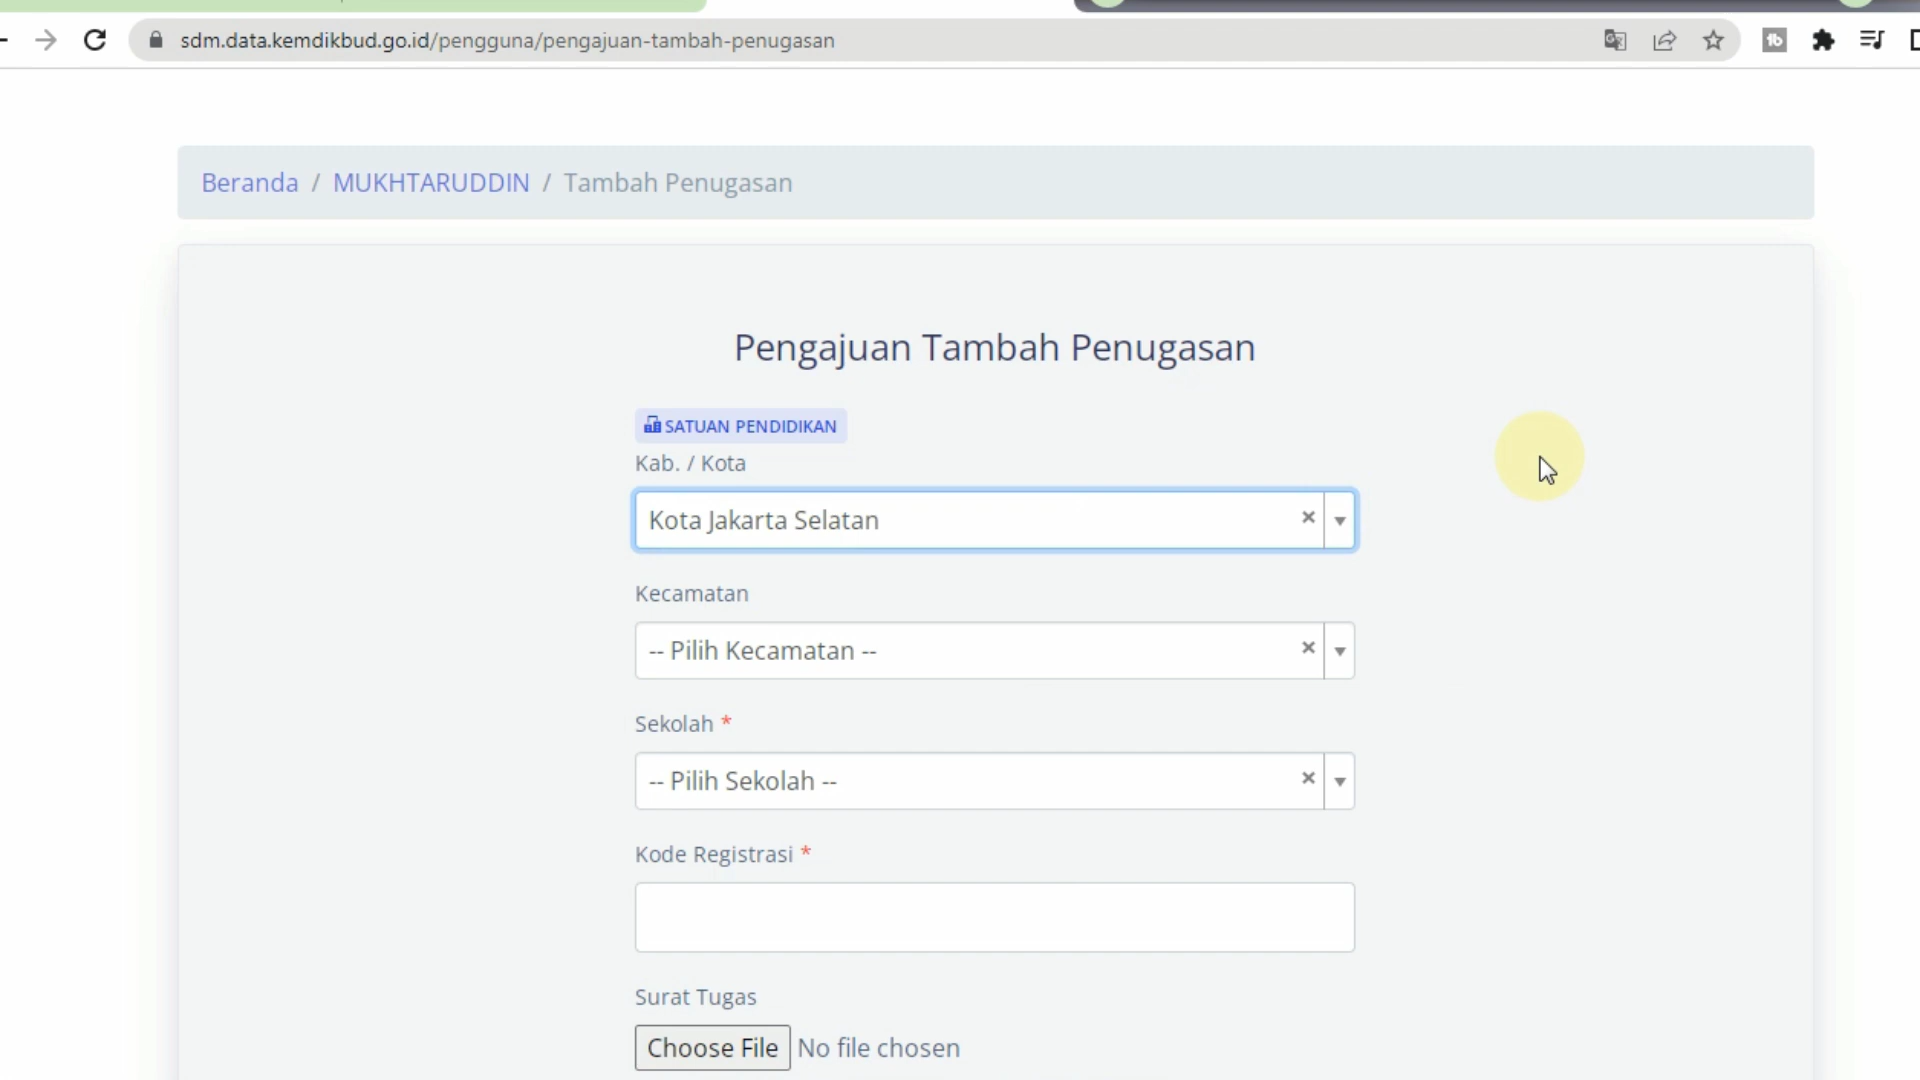 sdm.data.kemdikbud.go.id/pengguna/pengajuan-tambah-penugasan
Beranda / MUKHTARUDDIN / Tambah Penugasan
Pengajuan Tambah Penugasan
SATUAN PENDIDIKAN
Kab. / Kota
Kota Jakarta Selatan
Kecamatan
-- Pilih Kecamatan --
Sekolah *
-- Pilih Sekolah --
Kode Registrasi *
Surat Tugas
Choose File No file chosen